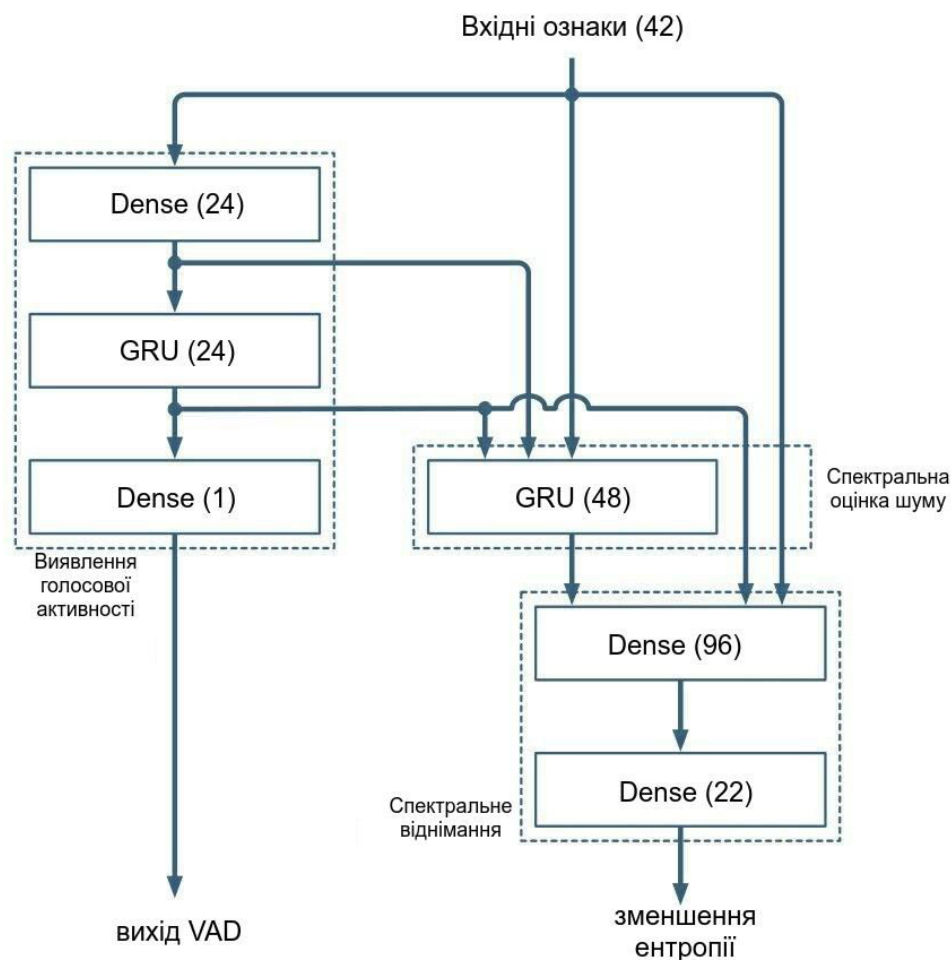 Вхідні ознаки (42)
Dense (24)
GRU (24)
Dense (1)
Виявлення
голосової
активності
GRU (48)
Спектральна
оцінка шуму
Dense (96)
Dense (22)
Спектральне
віднімання
вихід VAD
зменшення
ентропії